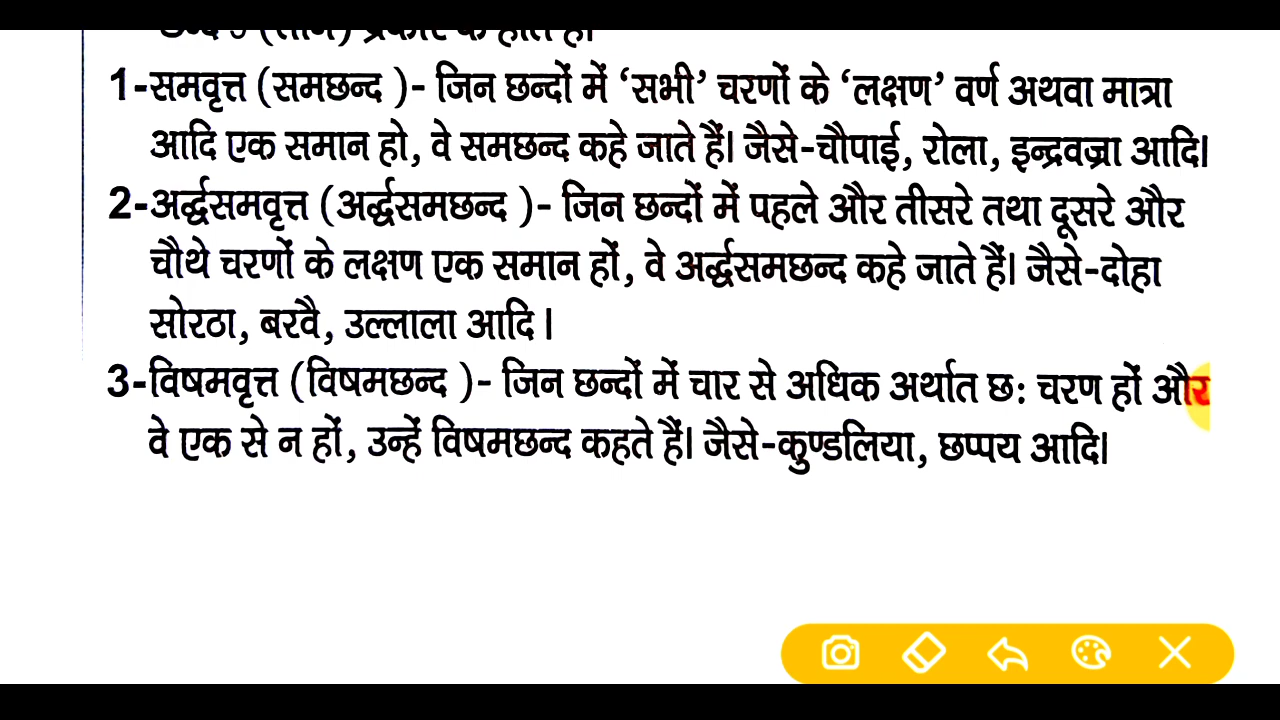 छन्द 3 (तीन) प्रकार के होते हैं।
1-समवृत्त (समछन्द )- जिन छन्दों में ‘सभी’ चरणों के ‘लक्षण’ वर्ण अथवा मात्रा
आदि एक समान हो, वे समछन्द कहे जाते हैं। जैसे-चौपाई, रोला, इन्द्रवज्रा आदि।
2-अर्द्धसमवृत्त (अर्द्धसमछन्द )- जिन छन्दों में पहले और तीसरे तथा दूसरे और
चौथे चरणों के लक्षण एक समान हों, वे अर्द्धसमछन्द कहे जाते हैं। जैसे-दोहा
सोरठा, बरवै, उल्लाला आदि ।
3-विषमवृत्त (विषमछन्द )- जिन छन्दों में चार से अधिक अर्थात छः चरण हों और
वे एक से न हों, उन्हें विषमछन्द कहते हैं। जैसे-कुण्डलिया, छप्पय आदि।